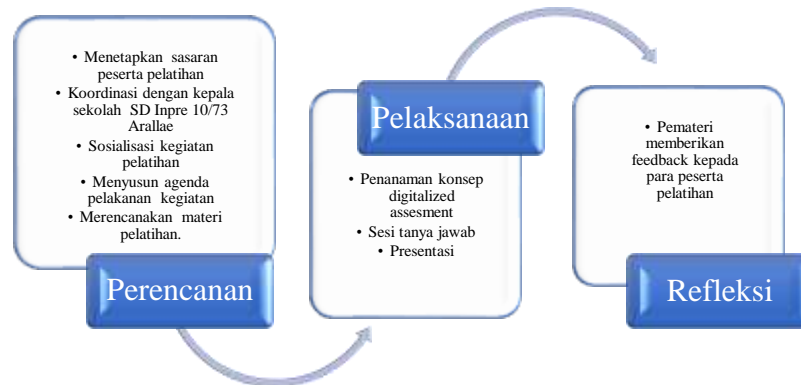 • Menetapkan sasaran
peserta pelatihan
• Koordinasi dengan kepala
sekolah SD Inpre 10/73
Arallae
• Sosialisasi kegiatan
pelatihan
• Menyusun agenda
pelakanan kegiatan
• Merencanakan materi
pelatihan.
Perencanan
Pelaksanaan
• Penanaman konsep
digitalized
assesment
• Sesi tanya jawab
• Presentasi
• Pemateri
memberikan
feedback kepada
para peserta
pelatihan
Refleksi